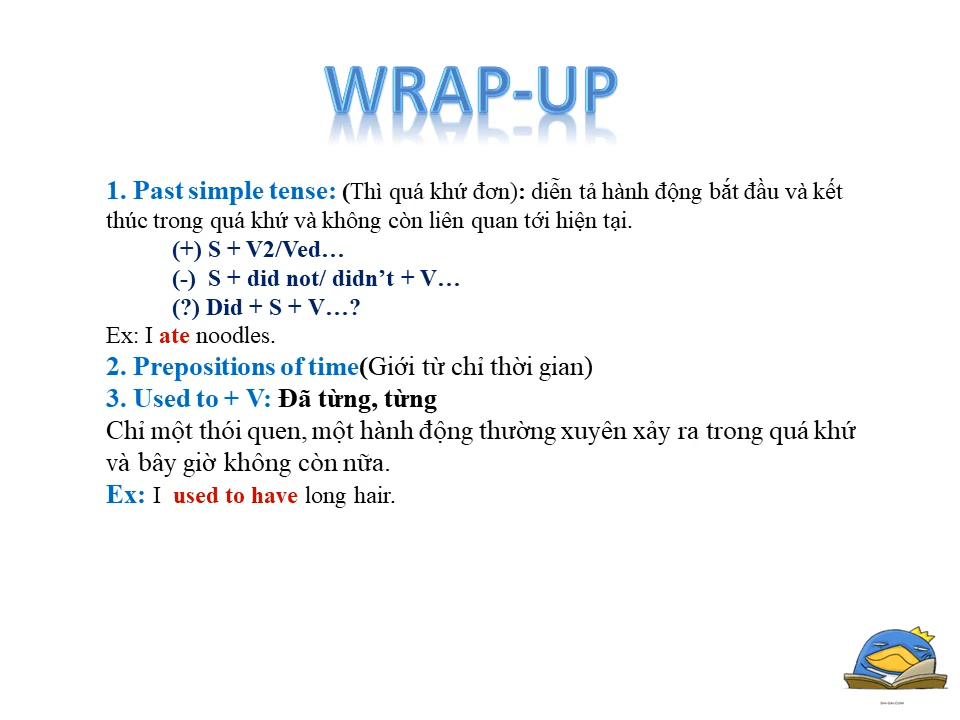 WRAP-UP
1. Past simple tense: (Thì quá khứ đơn): diễn tả hành động bắt đầu và kết
thúc trong quá khứ và không còn liên quan tới hiện tại.
(+) S + V2/Ved…
(-) S + did not/ didn’t + V…
(?) Did + S + V…?
Ex: I ate noodles.
2. Prepositions of time(Giới từ chỉ thời gian)
3. Used to + V: Đã từng, từng
Chỉ một thói quen, một hành động thường xuyên xảy ra trong quá khứ
và bây giờ không còn nữa.
Ex: I used to have long hair.